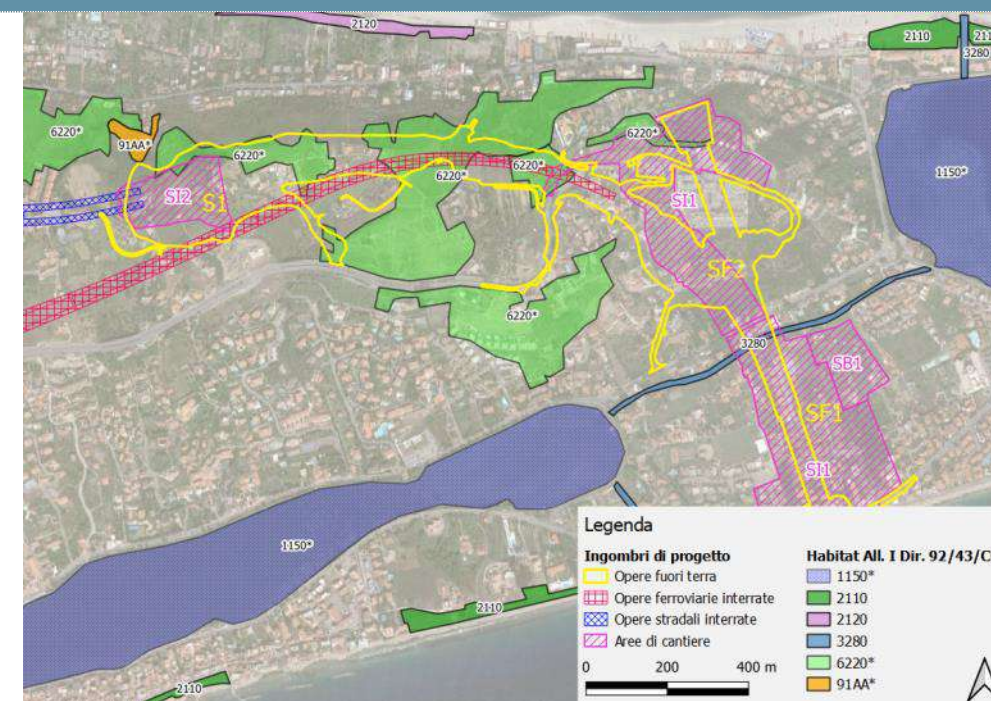 2120
2110
211
3280
6220*
91AA*
6220*
6220*
6220*
6220*
1150*
SI2
S1
SI1
SF2
6220*
3280
SB1
SF1
SI1
1150*
2110
2110
Legenda
Ingombri di progetto
Opere fuori terra
Opere ferroviarie interrate
Opere stradali interrate
Aree di cantiere
0 200 400 m
Habitat All. I Dir. 92/43/C
1150*
2110
2120
3280
6220*
91AA*